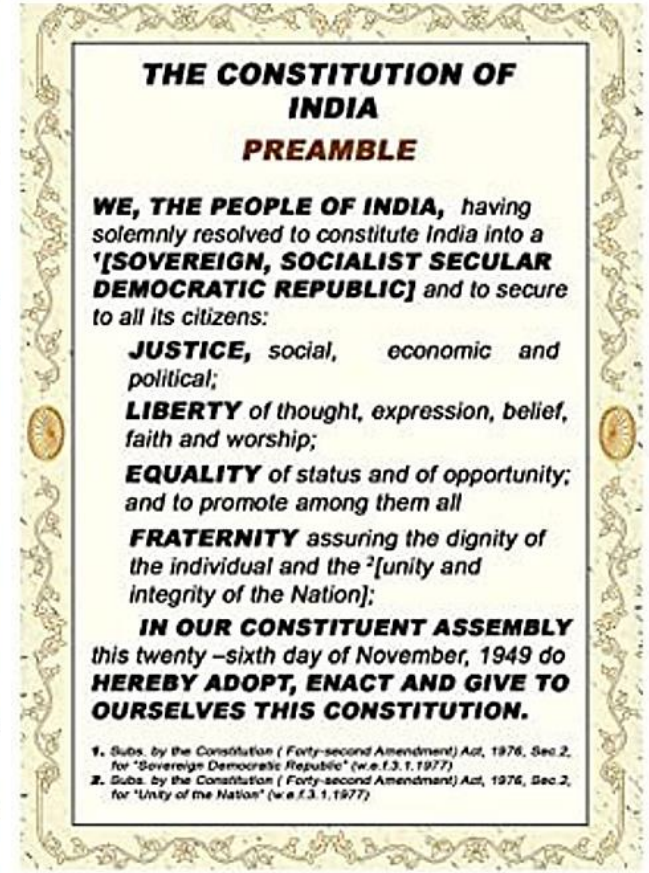 THE CONSTITUTION OF
INDIA
PREAMBLE
WE, THE PEOPLE OF INDIA, having
solemnly resolved to constitute India into a
¹[SOVEREIGN, SOCIALIST SECULAR
DEMOCRATIC REPUBLIC] and to secure
to all its citizens:
JUSTICE, social, economic and
political;
LIBERTY of thought, expression, belief,
faith and worship;
EQUALITY of status and of opportunity;
and to promote among them all
FRATERNITY assuring the dignity of
the individual and the ²[unity and
integrity of the Nation];
IN OUR CONSTITUENT ASSEMBLY
this twenty –sixth day of November, 1949 do
HEREBY ADOPT, ENACT AND GIVE TO
OURSELVES THIS CONSTITUTION.
1. Subs. by the Constitution ( Forty-second Amendment) Act, 1976, Sec.2,
for "Sovereign Democratic Republic" (w.e.f.3.1.1977)
2. Subs. by the Constitution ( Forty-second Amendment) Act, 1976, Sec.2,
for "Unity of the Nation" (w.e.f.3.1.1977)